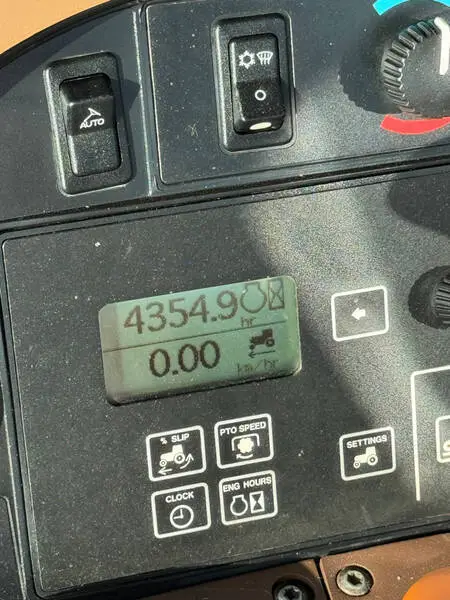 AUTO
4354.9
hr
0.00
km/hr
% SLIP
PTO SPEED
SETTINGS
CLOCK
ENG HOURS